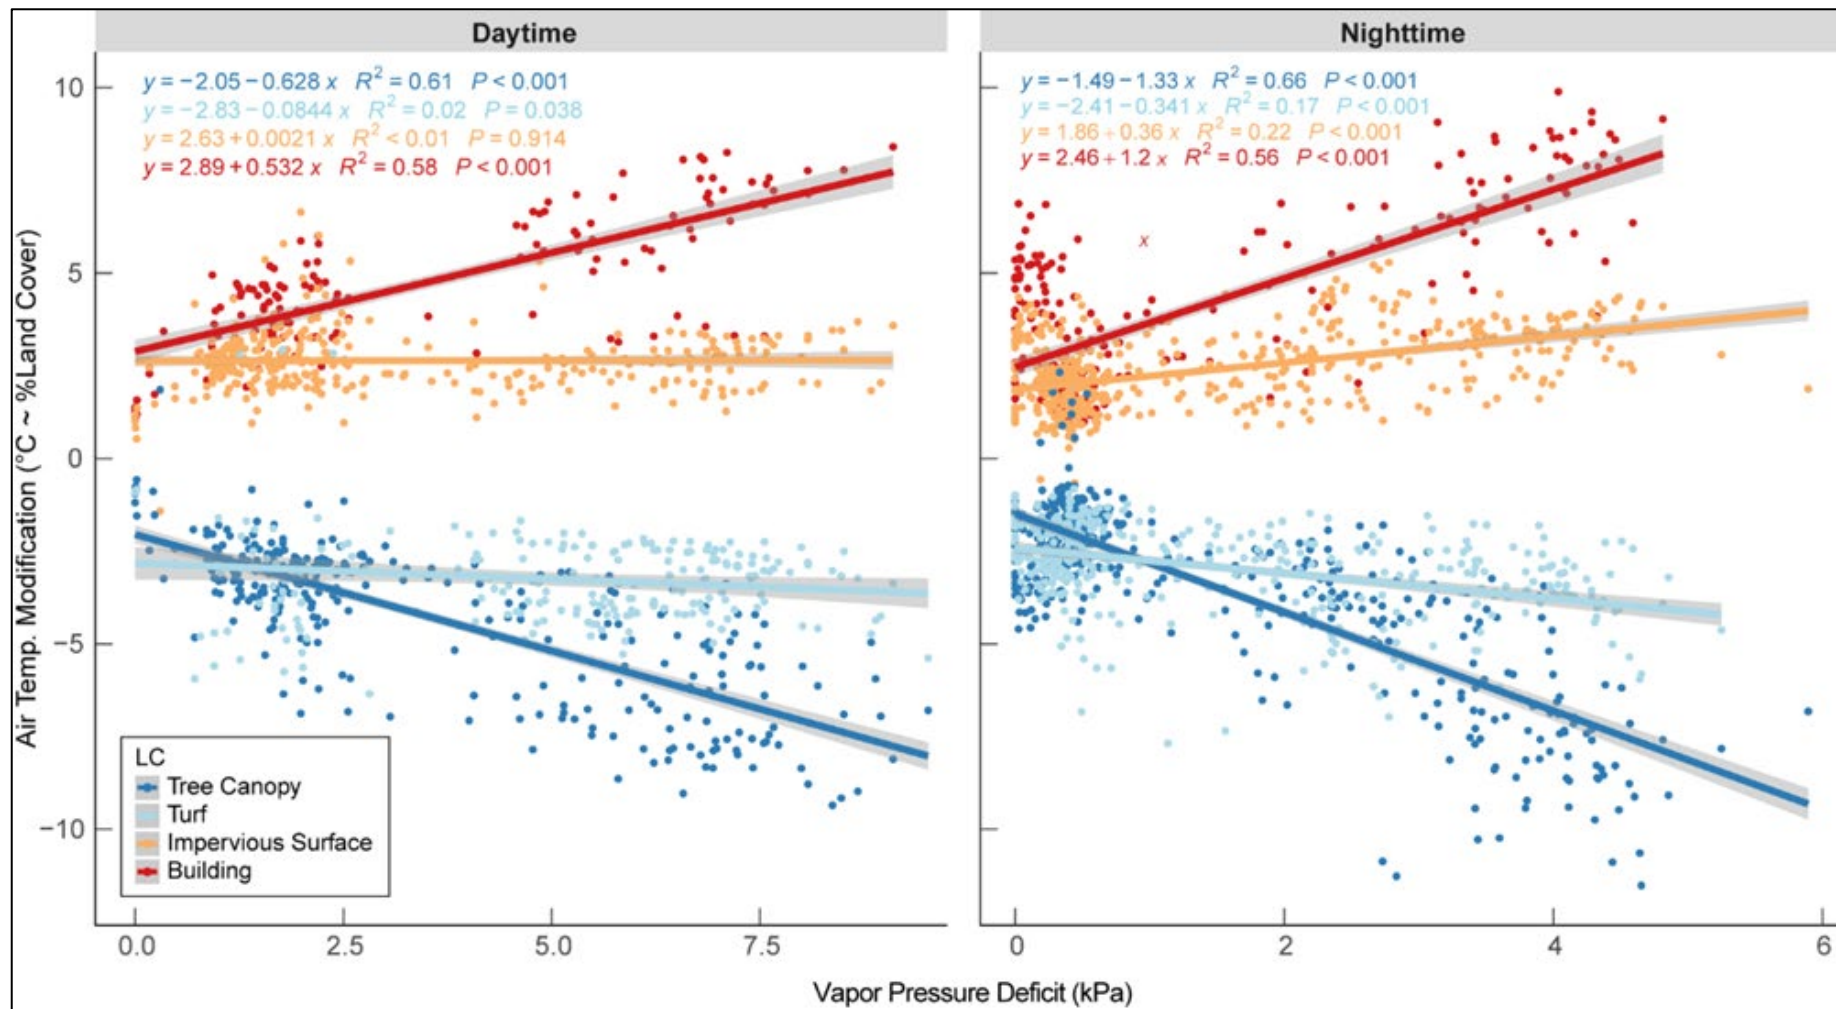 Daytime
Nighttime
y = −2.05 − 0.628 x R² = 0.61 P < 0.001
y = −2.83 − 0.0844 x R² = 0.02 P = 0.038
y = 2.63 + 0.0021 x R² < 0.01 P = 0.914
y = 2.89 + 0.532 x R² = 0.58 P < 0.001
y = −1.49 − 1.33 x R² = 0.66 P < 0.001
y = −2.41 − 0.341 x R² = 0.17 P < 0.001
y = 1.86 + 0.36 x R² = 0.22 P < 0.001
y = 2.46 + 1.2 x R² = 0.56 P < 0.001
x
10
5
0
−5
−10
Air Temp. Modification (°C ~ %Land Cover)
LC
Tree Canopy
Turf
Impervious Surface
Building
0.0 2.5 5.0 7.5
0 2 4 6
Vapor Pressure Deficit (kPa)